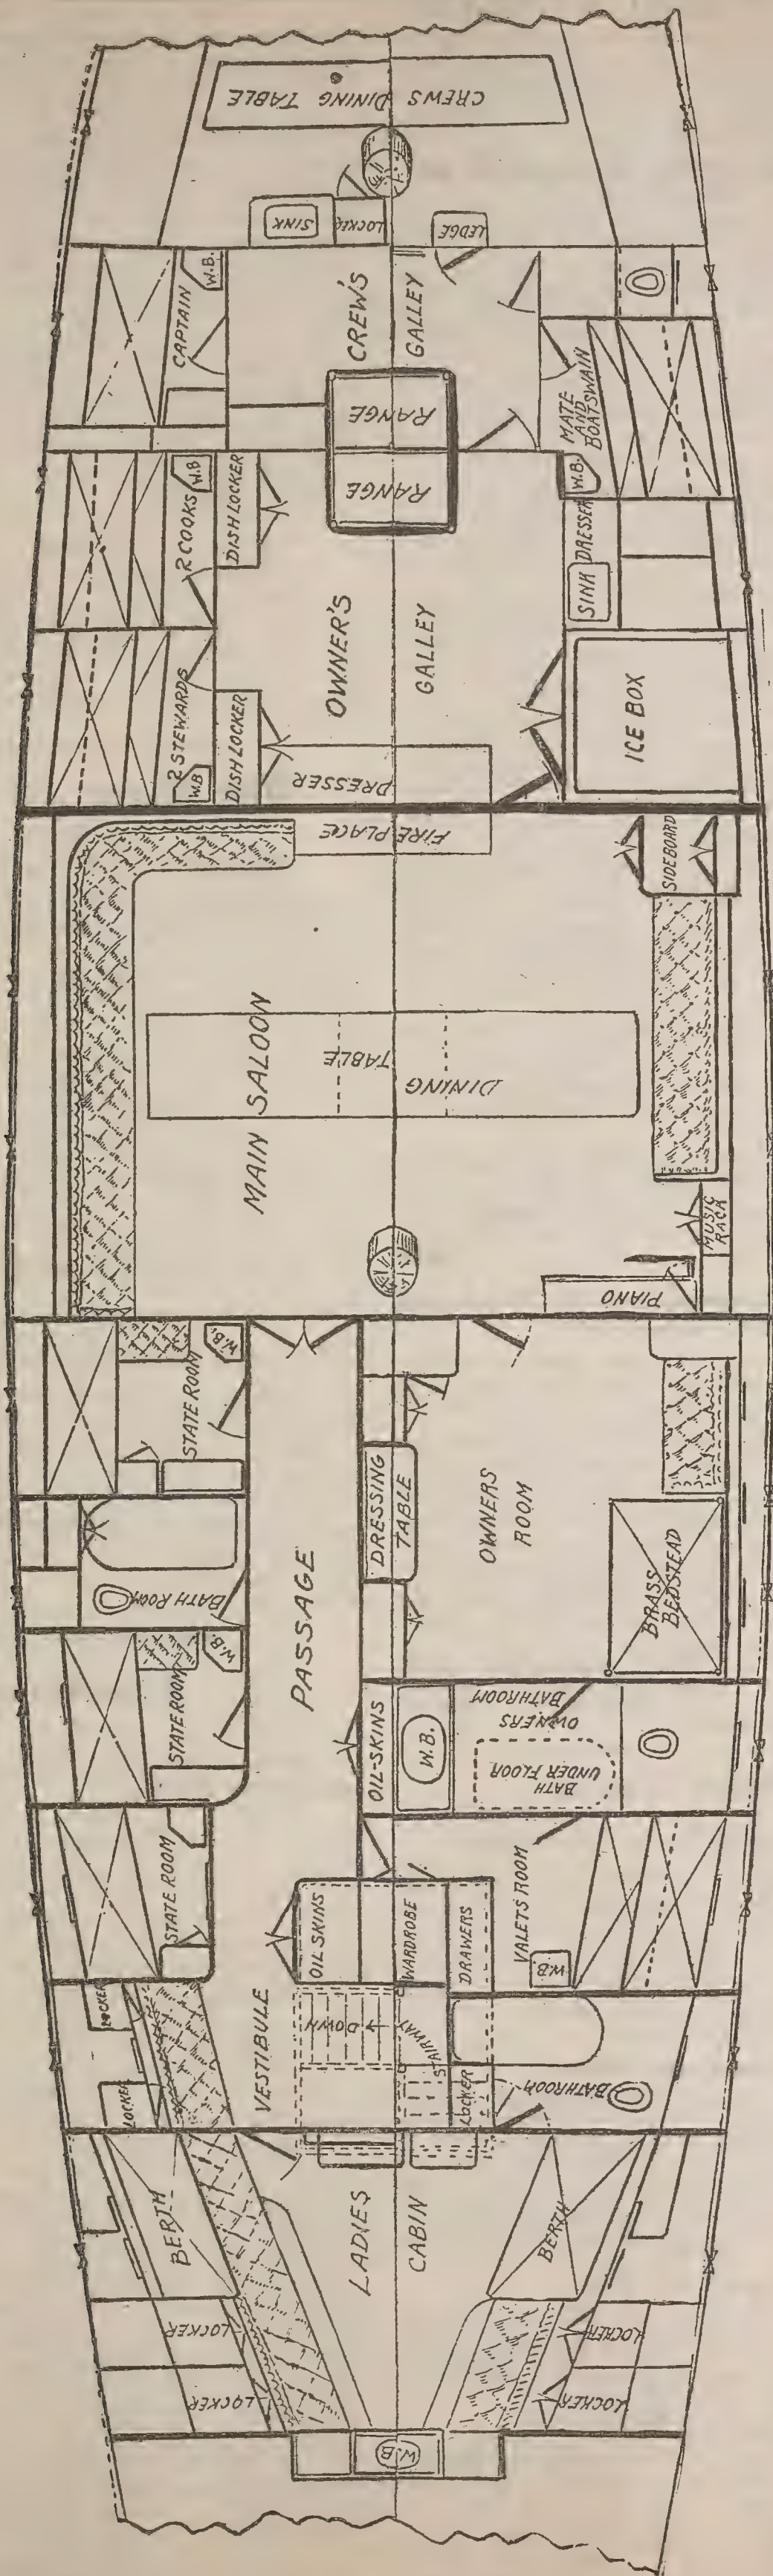 CREWS DINING TABLE
SINK
LOCKER
LEDGE
W.B.
CAPTAIN
CREW'S
GALLEY
RANGE
MATE
AND
BOATSWAIN
W.B.
RANGE
W.B
2 COOKS
DISH LOCKER
SINK
DRESSER
OWNER'S
GALLEY
2 STEWARDS
W.B
DISH LOCKER
DRESSER
ICE BOX
FIRE PLACE
SIDEBOARD
MAIN SALOON
DINING
TABLE
MUSIC
RACK
PIANO
W.B.
STATE ROOM
DRESSING
TABLE
OWNERS
ROOM
BATH ROOM
PASSAGE
BRASS
BEDSTEAD
W.B.
STATE ROOM
OIL-SKINS
W.B.
OWNERS
BATHROOM
BATH
UNDER FLOOR
STATE ROOM
OIL SKINS
WARDROBE
DRAWERS
VALETS ROOM
W.B
LOCKER
LOCKER
VESTIBULE
DOWN
STAIRWAY
LOCKER
BATHROOM
BERTH
LADIES
CABIN
BERTH
LOCKER
LOCKER
LOCKER
LOCKER
W.B